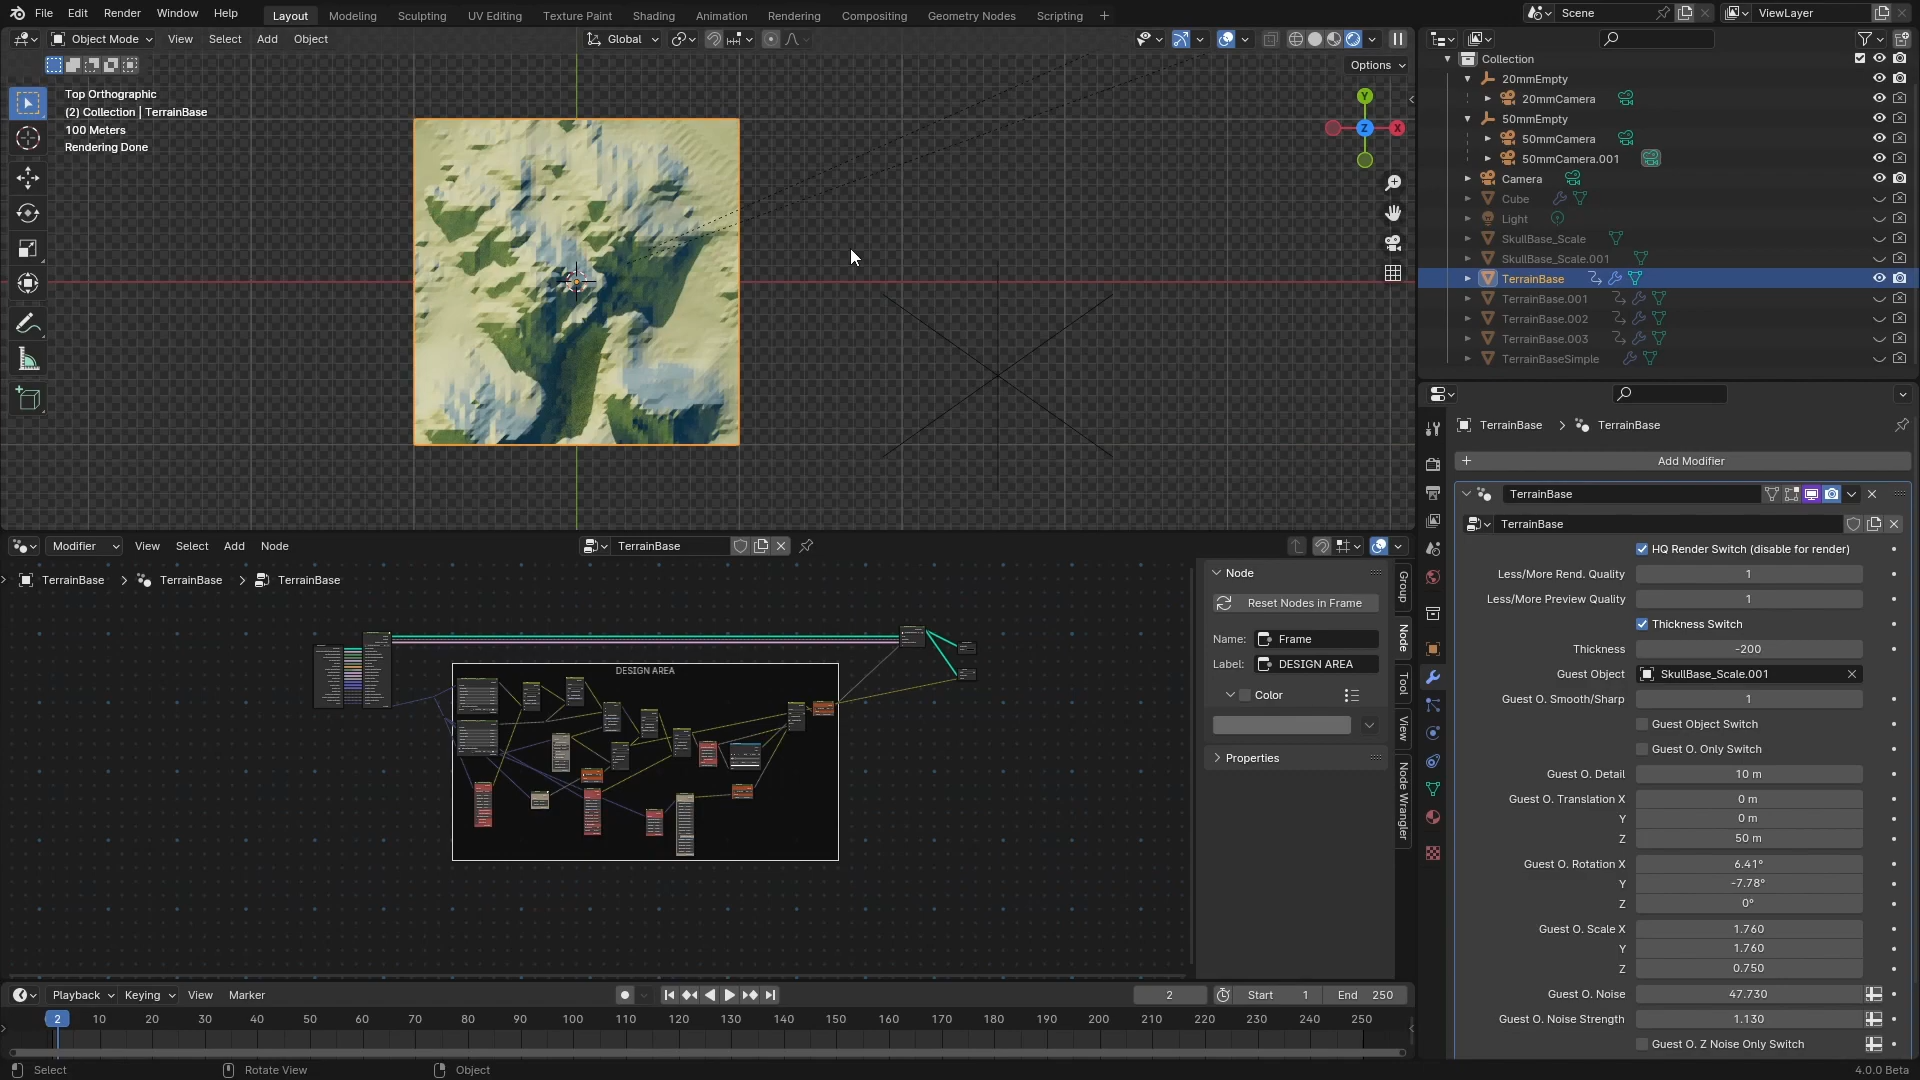 File Edit Render Window Help
Layout Modeling Sculpting UV Editing Texture Paint Shading Animation Rendering Compositing Geometry Nodes Scripting +
Scene
ViewLayer
Object Mode View Select Add Object
Global
Options
Top Orthographic
(2) Collection | TerrainBase
100 Meters
Rendering Done
Y
Z
X
Collection
20mmEmpty
20mmCamera
50mmEmpty
50mmCamera
50mmCamera.001
Camera
Cube
Light
SkullBase_Scale
SkullBase_Scale.001
TerrainBase
TerrainBase.001
TerrainBase.002
TerrainBase.003
TerrainBaseSimple
TerrainBase > TerrainBase
+ Add Modifier
TerrainBase
TerrainBase
HQ Render Switch (disable for render)
Less/More Rend. Quality 1
Less/More Preview Quality 1
Thickness Switch
Thickness -200
Guest Object SkullBase_Scale.001
Guest O. Smooth/Sharp 1
Guest Object Switch
Guest O. Only Switch
Guest O. Detail 10 m
Guest O. Translation X 0 m
Y 0 m
Z 50 m
Guest O. Rotation X 6.41°
Y -7.78°
Z 0°
Guest O. Scale X 1.760
Y 1.760
Z 0.750
Guest O. Noise 47.730
Guest O. Noise Strength 1.130
Guest O. Z Noise Only Switch
Modifier View Select Add Node
TerrainBase
TerrainBase > TerrainBase > TerrainBase
DESIGN AREA
Node
Reset Nodes in Frame
Name: Frame
Label: DESIGN AREA
Color
Properties
Group
Node
Tool
View
Node Wrangler
Playback Keying View Marker
2
Start 1
End 250
2 10 20 30 40 50 60 70 80 90 100 110 120 130 140 150 160 170 180 190 200 210 220 230 240 250
Select
Rotate View
Object
4.0.0 Beta